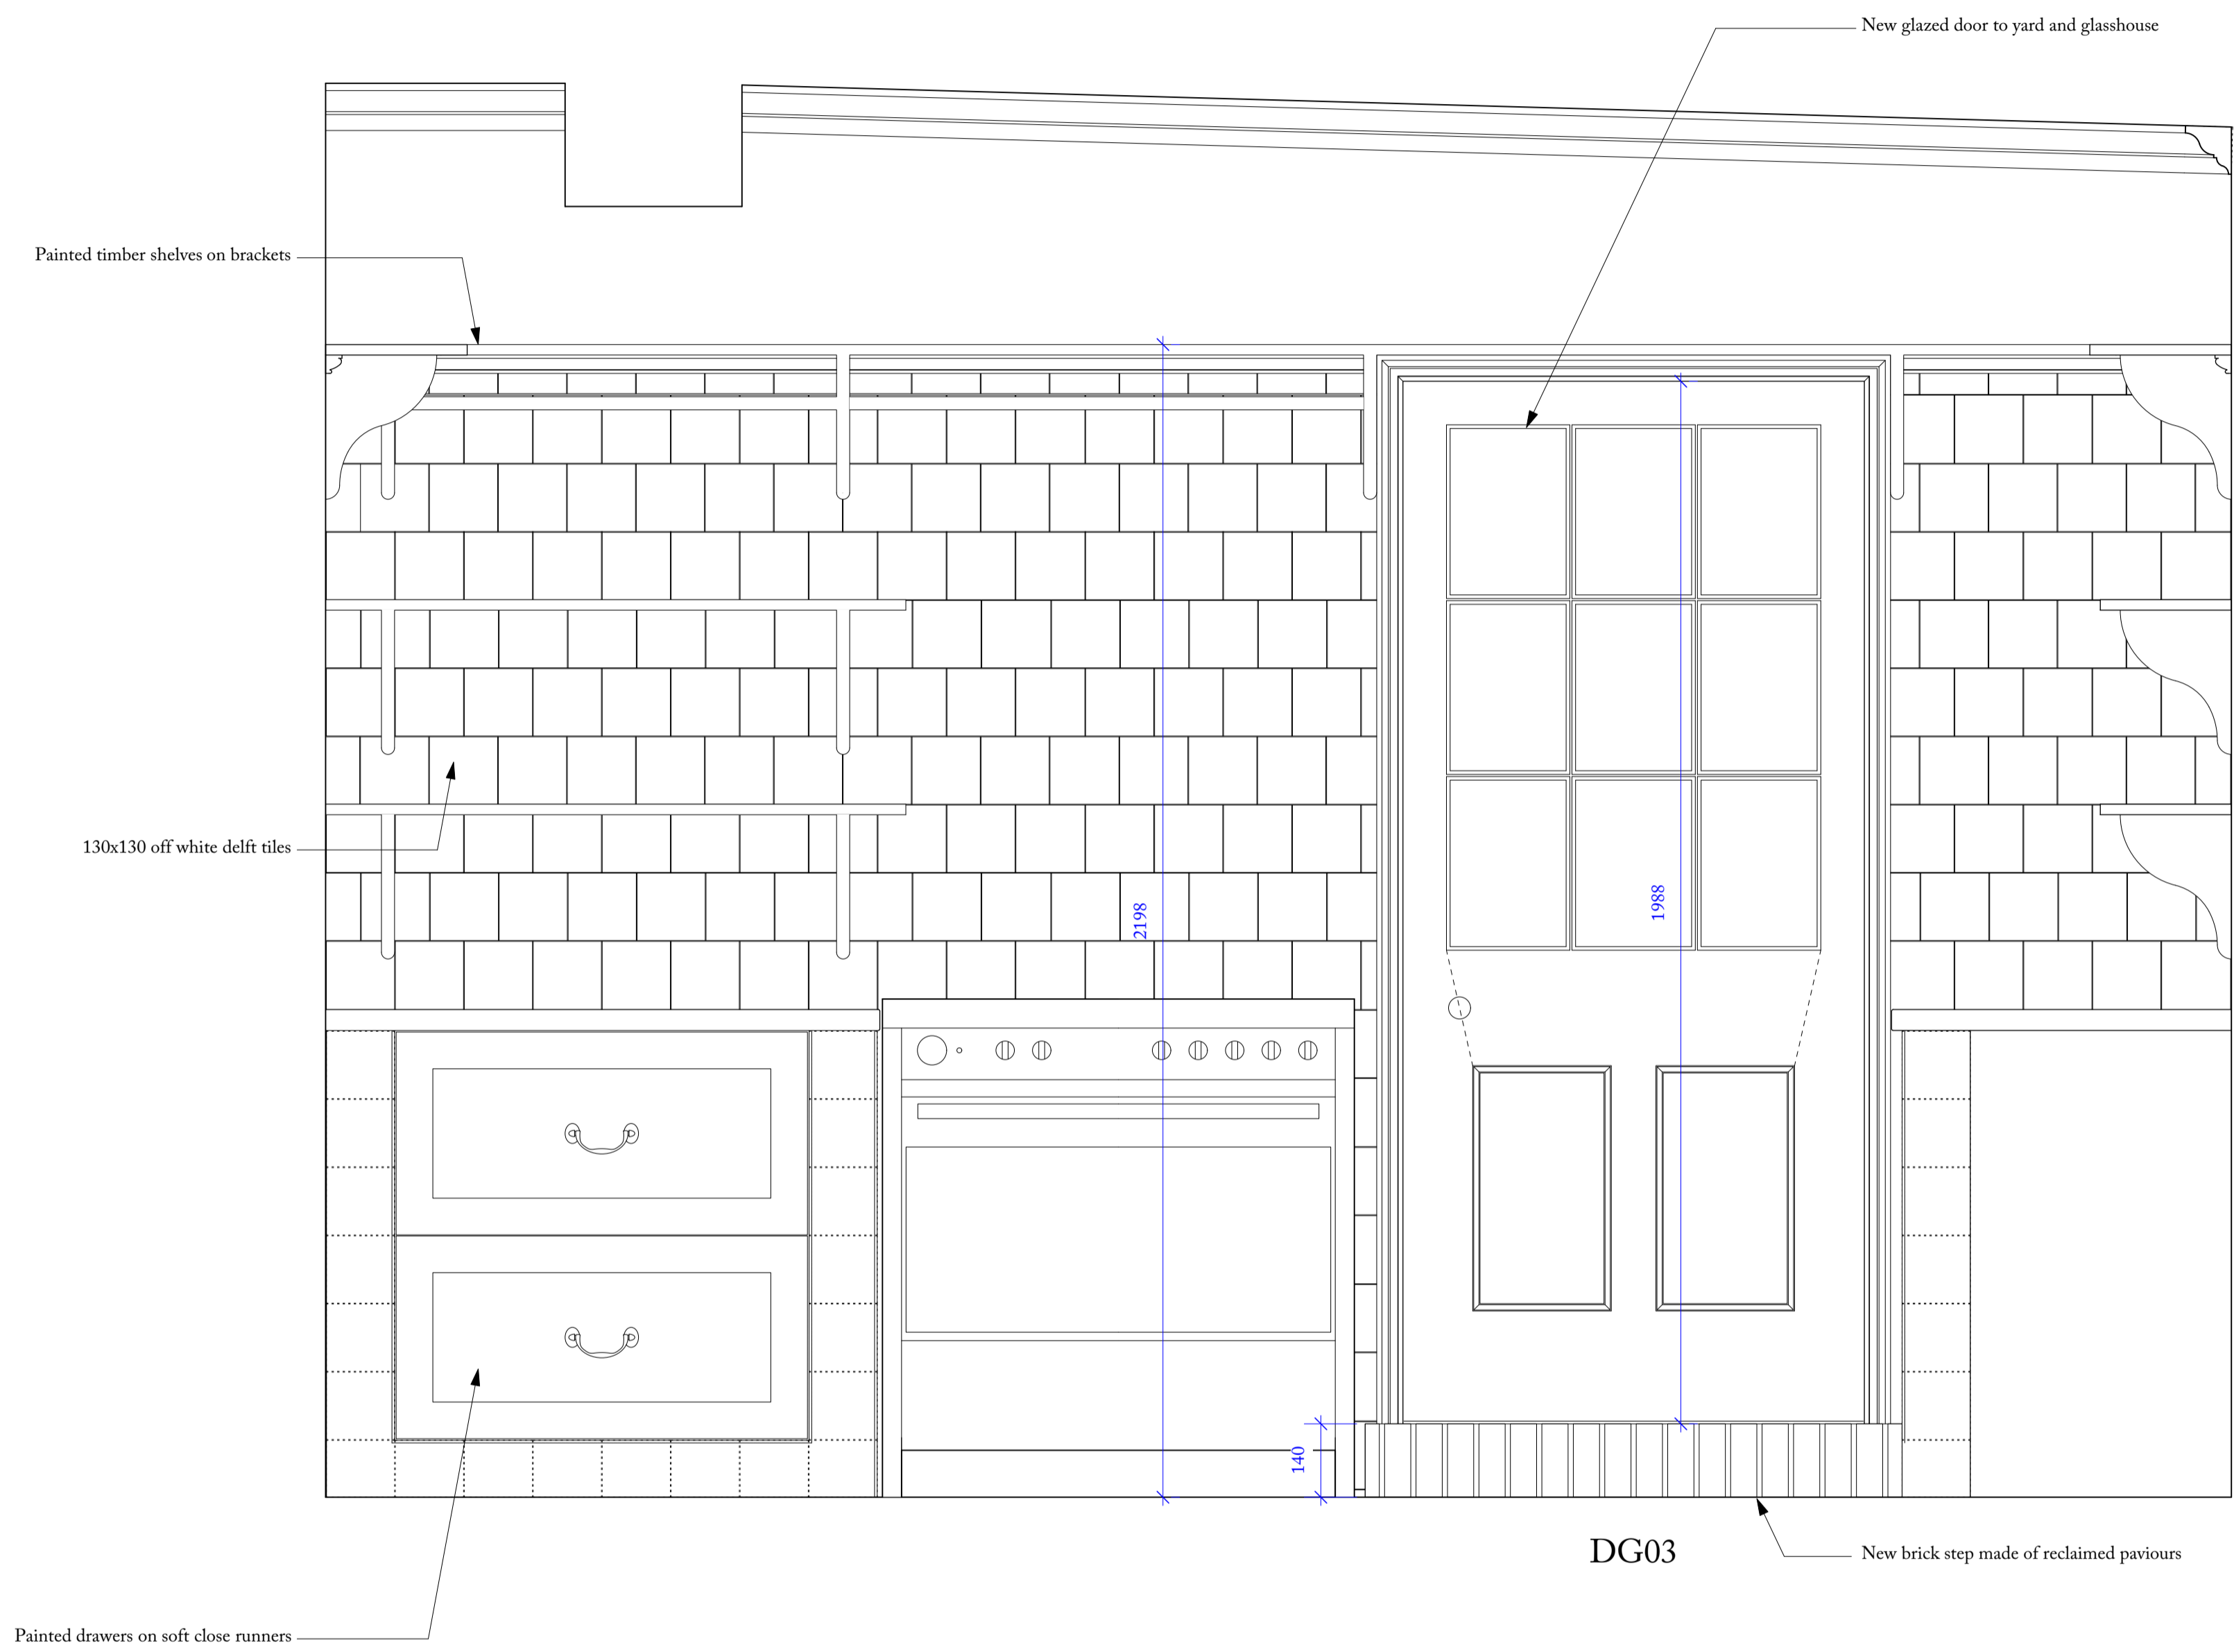 New glazed door to yard and glasshouse
Painted timber shelves on brackets
130x130 off white delft tiles
2198
1988
140
DG03
New brick step made of reclaimed paviours
Painted drawers on soft close runners